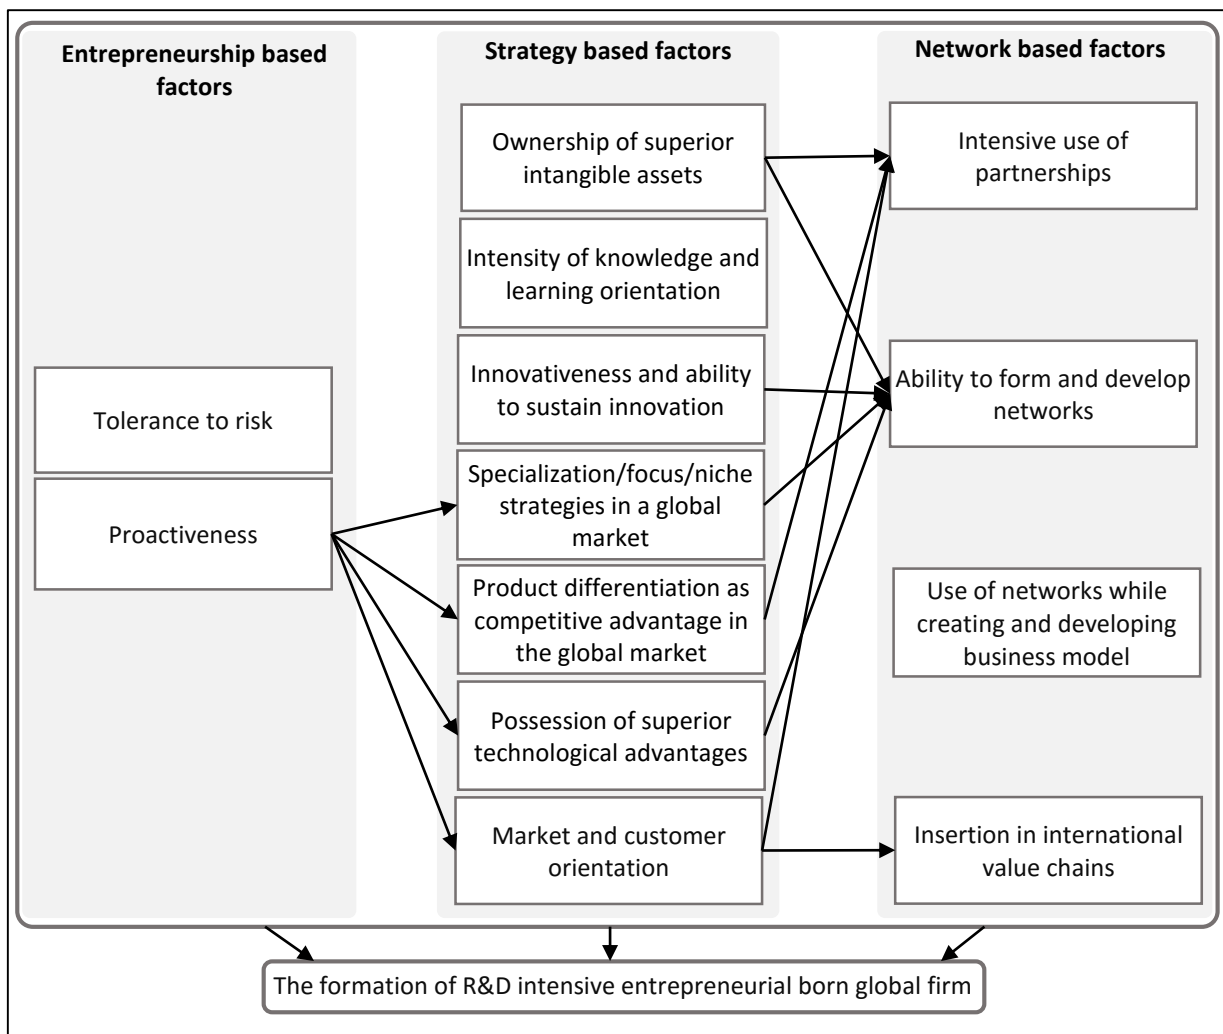 Entrepreneurship based
factors
Strategy based factors
Network based factors
Ownership of superior
intangible assets
Intensity of knowledge and
learning orientation
Innovativeness and ability
to sustain innovation
Specialization/focus/niche
strategies in a global
market
Product differentiation as
competitive advantage in
the global market
Possession of superior
technological advantages
Market and customer
orientation
Tolerance to risk
Proactiveness
Intensive use of
partnerships
Ability to form and develop
networks
Use of networks while
creating and developing
business model
Insertion in international
value chains
The formation of R&D intensive entrepreneurial born global firm